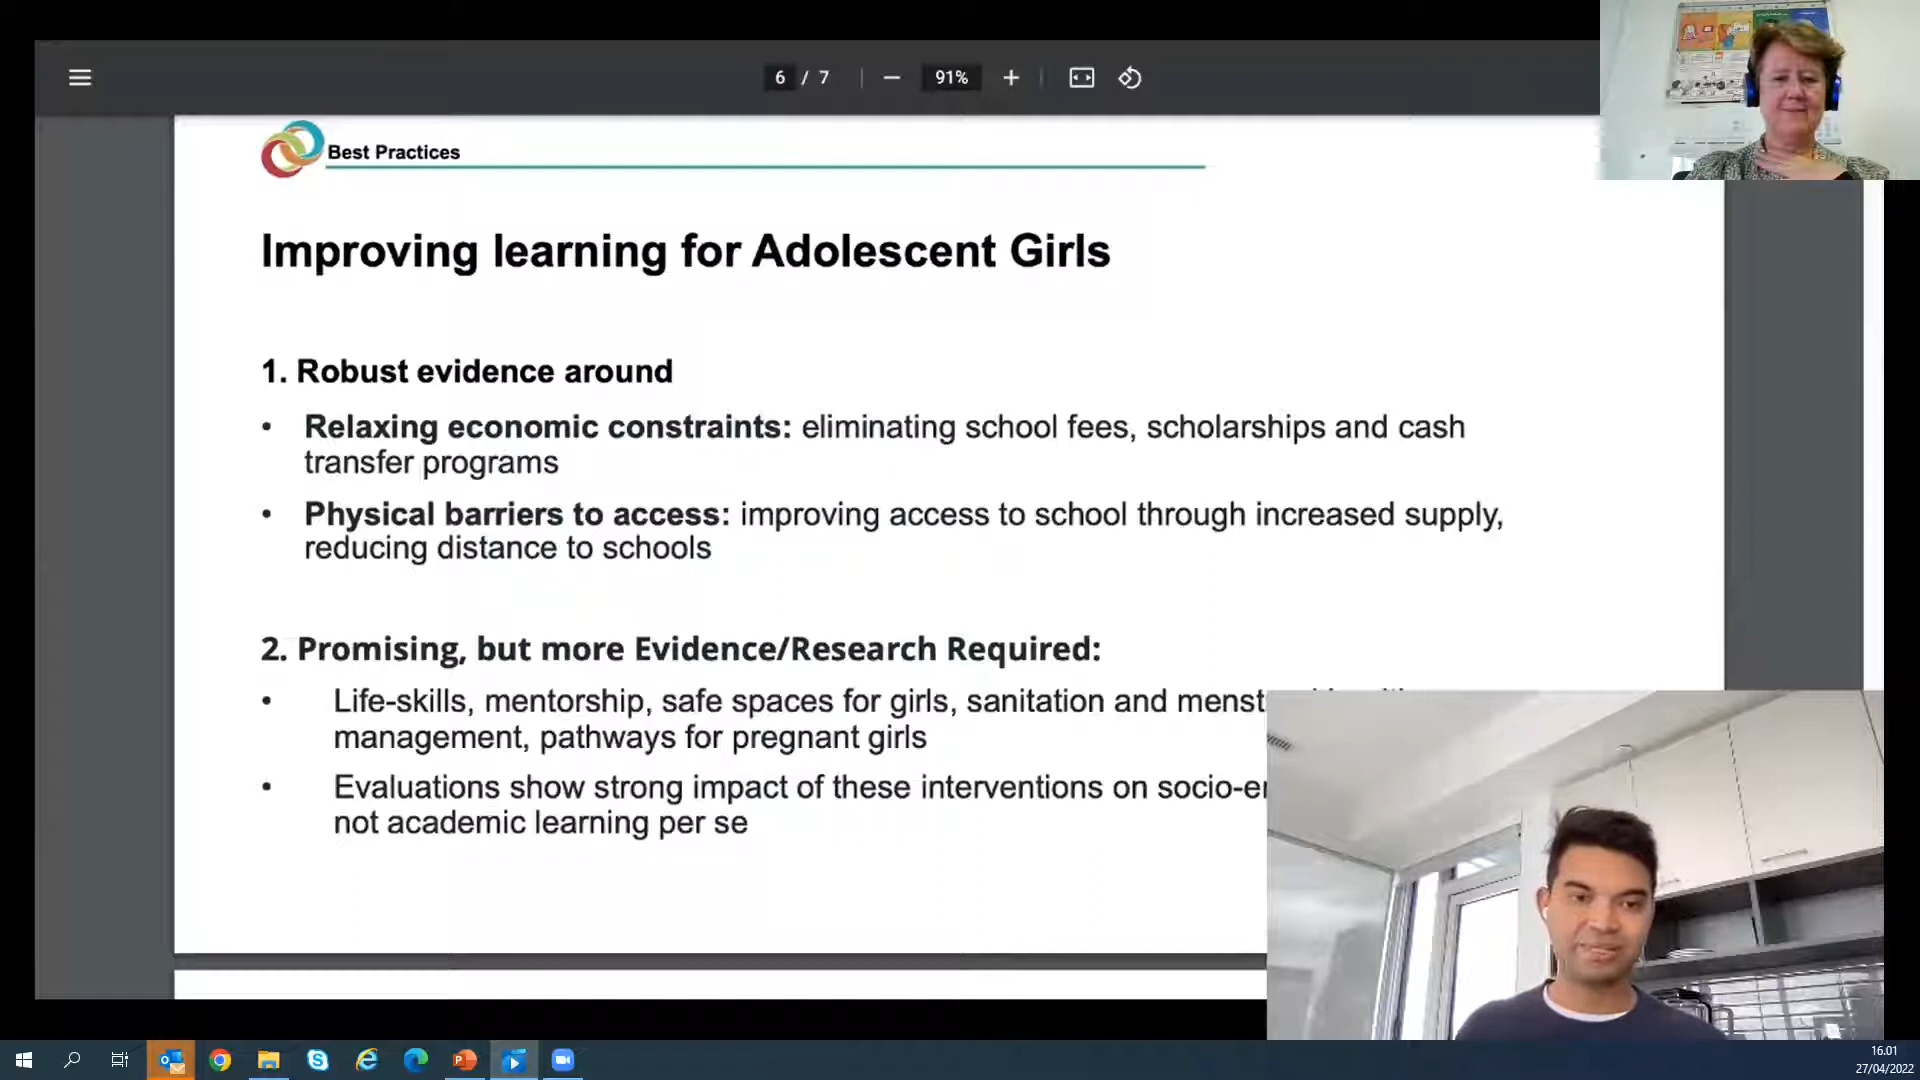 6 / 7
91%
Best Practices
Improving learning for Adolescent Girls
1. Robust evidence around
• Relaxing economic constraints: eliminating school fees, scholarships and cash
transfer programs
• Physical barriers to access: improving access to school through increased supply,
reducing distance to schools
2. Promising, but more Evidence/Research Required:
• Life-skills, mentorship, safe spaces for girls, sanitation and
management, pathways for pregnant girls
• Evaluations show strong impact of these interventions on
not academic learning per se
16.01
27/04/2022